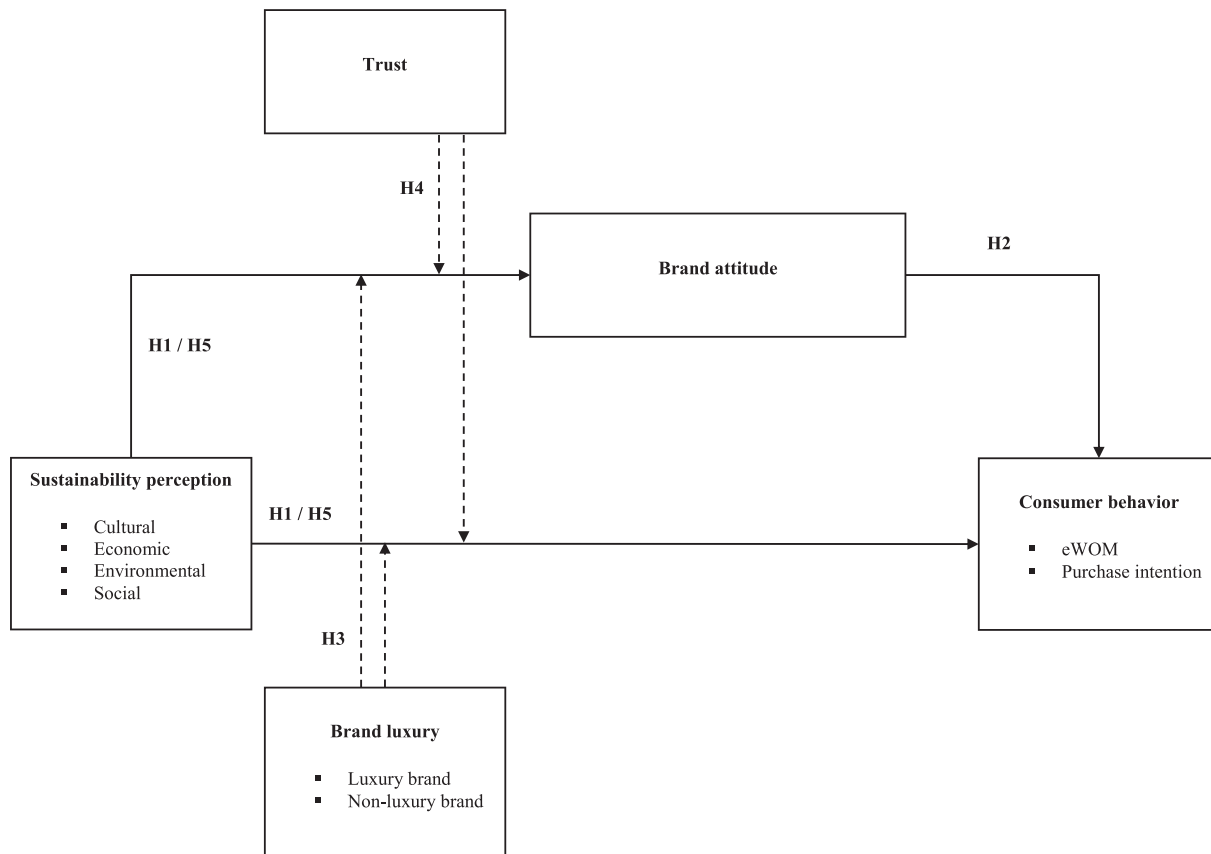 Trust
H4
Brand attitude
H2
H1 / H5
Sustainability perception
▪ Cultural
▪ Economic
▪ Environmental
▪ Social
H1 / H5
Consumer behavior
▪ eWOM
▪ Purchase intention
H3
Brand luxury
▪ Luxury brand
▪ Non-luxury brand